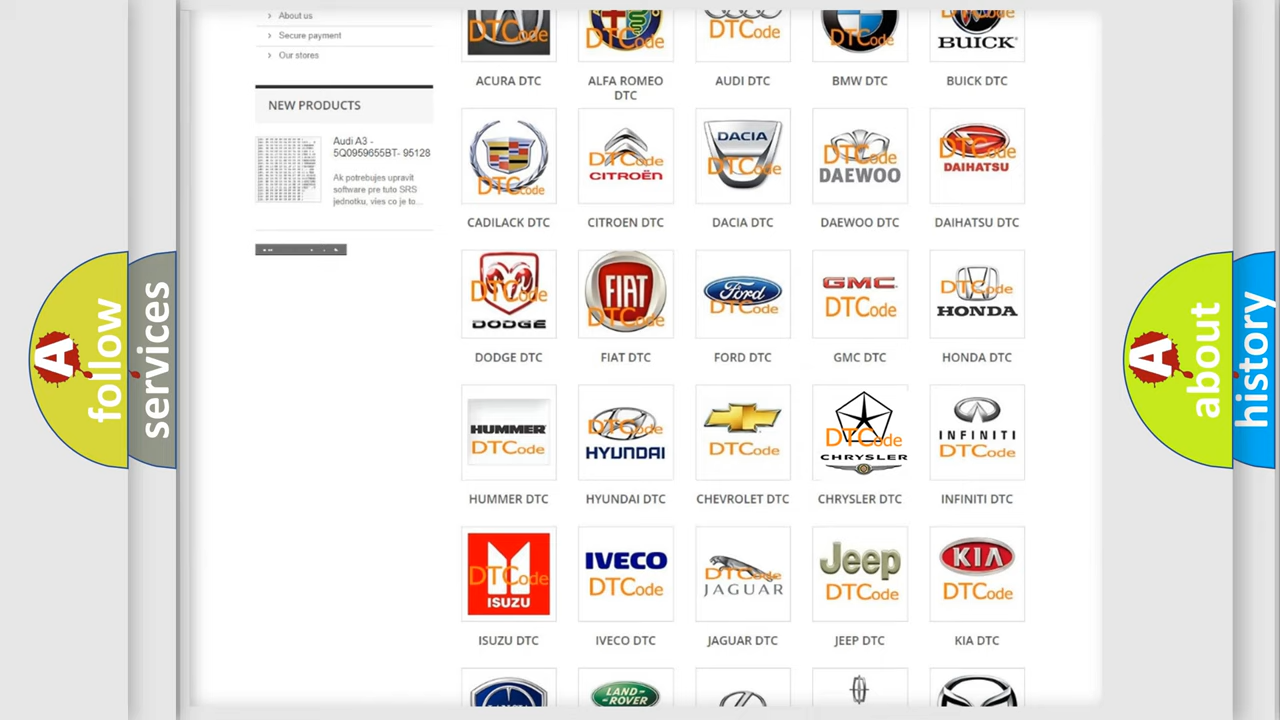 About us
Secure payment
Our stores
NEW PRODUCTS
Audi A3 -
5Q0959655BT- 95128
Ak potrebujes upravit
software pre tuto SRS
jednotku, vies co je to...
DTCode
DTCode
DTCode
DTCode
BUICK
ACURA DTC
ALFA ROMEO
DTC
AUDI DTC
BMW DTC
BUICK DTC
DTCode
DTCode
CITROËN
DACIA
DTCode
DTCode
DAEWOO
DTCode
DAIHATSU
CADILACK DTC
CITROEN DTC
DACIA DTC
DAEWOO DTC
DAIHATSU DTC
DTCode
DODGE
FIAT
DTCode
Ford
DTCode
GMC
DTCode
DTCode
HONDA
DODGE DTC
FIAT DTC
FORD DTC
GMC DTC
HONDA DTC
HUMMER
DTCode
DTCode
HYUNDAI
DTCode
DTCode
CHRYSLER
INFINITI
DTCode
HUMMER DTC
HYUNDAI DTC
CHEVROLET DTC
CHRYSLER DTC
INFINITI DTC
DTCode
ISUZU
IVECO
DTCode
DTCode
JAGUAR
Jeep
DTCode
KIA
DTCode
ISUZU DTC
IVECO DTC
JAGUAR DTC
JEEP DTC
KIA DTC
LAND-
ROVER
A
follow
services
A
about
history